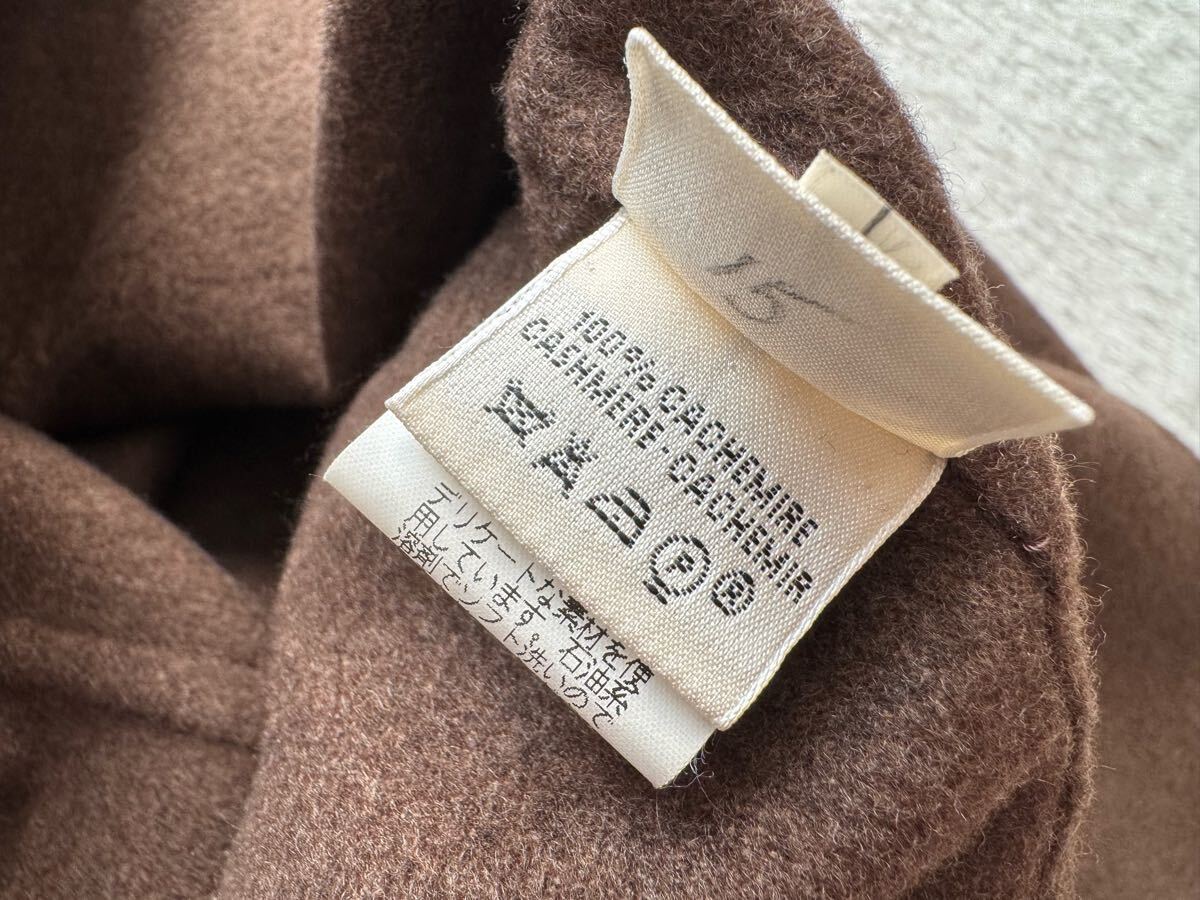 15
100% CACHEMIRE
CASHMERE-CACHEMIR
P
デリケートな素材を使
用しています。石油系
溶剤でソフト洗いので